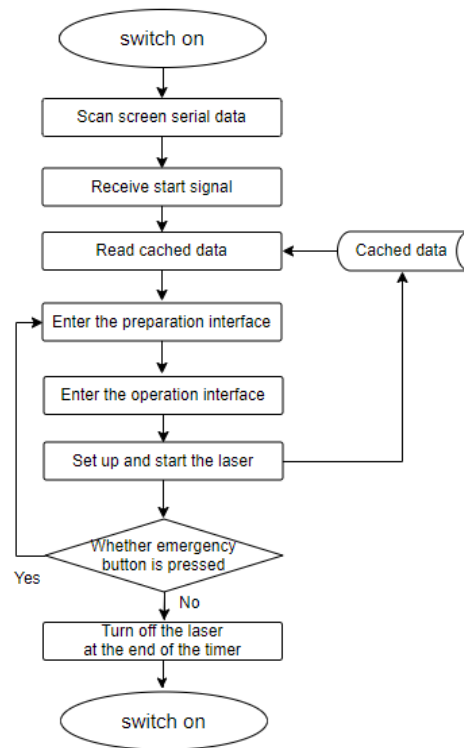 switch on
Scan screen serial data
Receive start signal
Read cached data
Cached data
Enter the preparation interface
Enter the operation interface
Set up and start the laser
Whether emergency
button is pressed
Yes
No
Turn off the laser
at the end of the timer
switch on